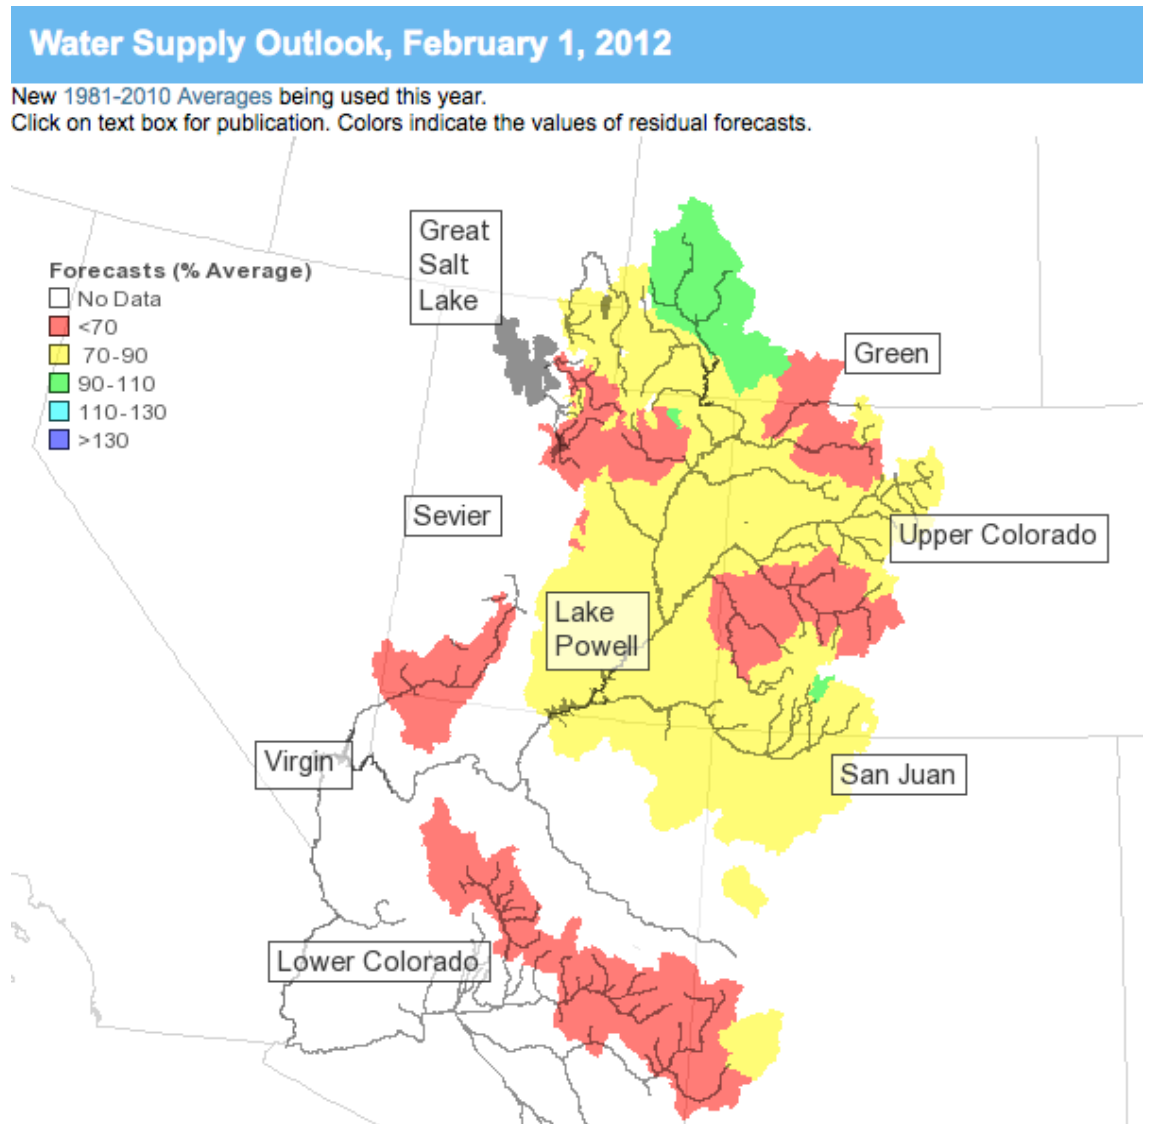 Water Supply Outlook, February 1, 2012
New 1981-2010 Averages being used this year.
Click on text box for publication. Colors indicate the values of residual forecasts.
Great
Salt
Lake
Forecasts (% Average)
No Data
<70
70-90
90-110
110-130
>130
Green
Sevier
Upper Colorado
Lake
Powell
Virgin
San Juan
Lower Colorado